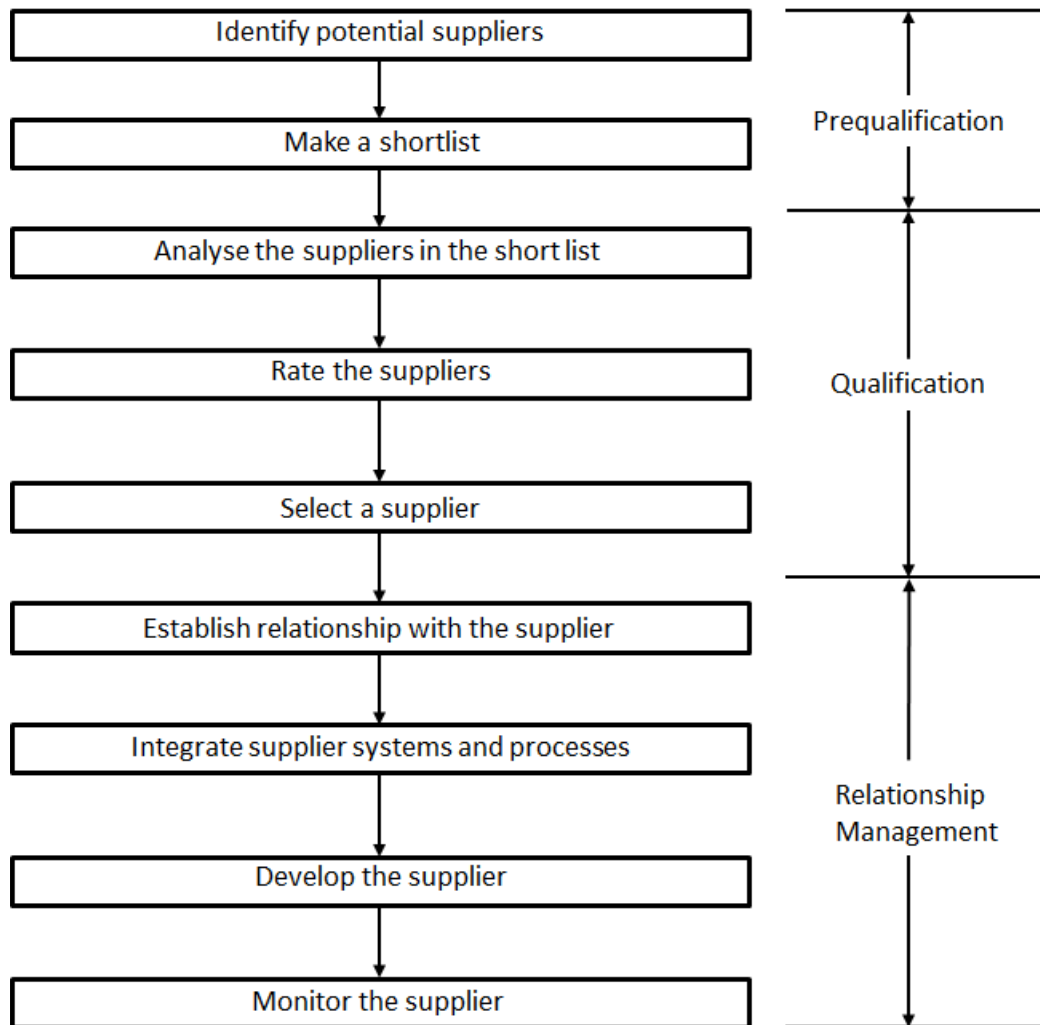 Identify potential suppliers
Make a shortlist
Prequalification
Analyse the suppliers in the short list
Rate the suppliers
Qualification
Select a supplier
Establish relationship with the supplier
Integrate supplier systems and processes
Relationship
Management
Develop the supplier
Monitor the supplier